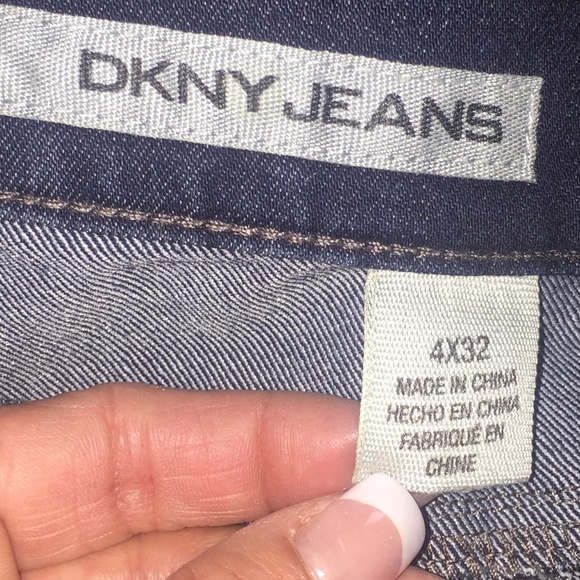 DKNY JEANS
4X32
MADE IN CHINA
HECHO EN CHINA
FABRIQUÉ EN
CHINE